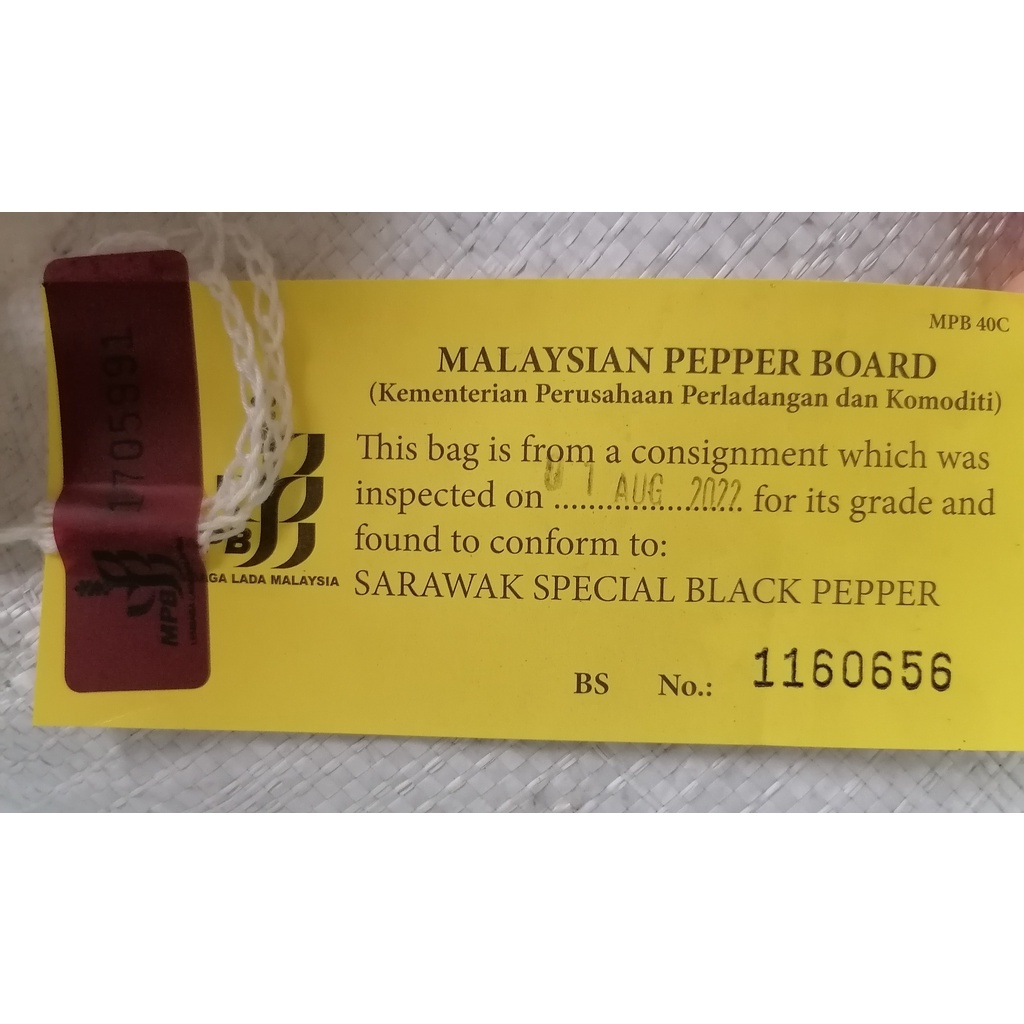 MPB 40C
MALAYSIAN PEPPER BOARD
(Kementerian Perusahaan Perladangan dan Komoditi)
This bag is from a consignment which was
inspected on 01 AUG 2022 for its grade and
found to conform to:
SARAWAK SPECIAL BLACK PEPPER
BS No.: 1160656
LADA MALAYSIA
MPB